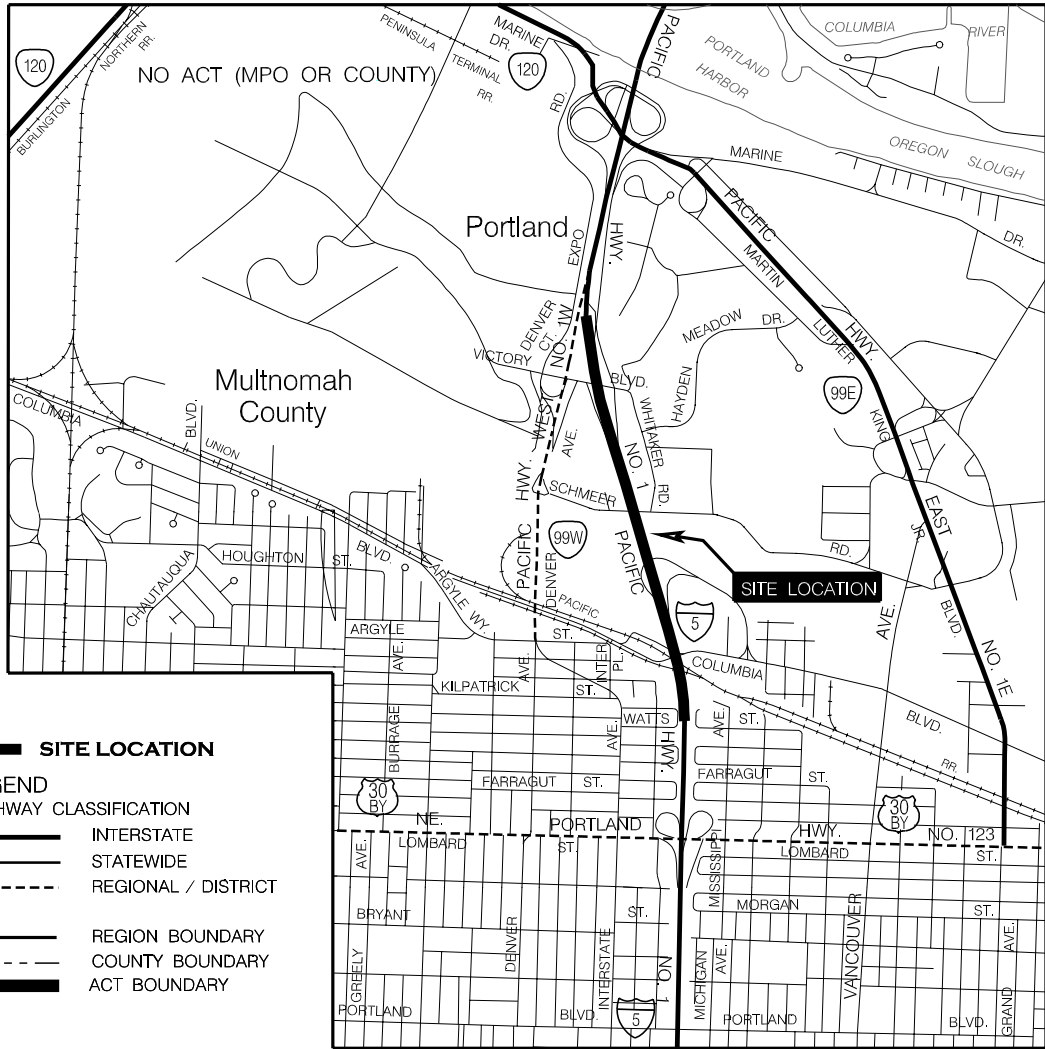 COLUMBIA
RIVER
PORTLAND
HARBOR
OREGON SLOUGH
NORTHERN
RR.
BURLINGTON
120
NO ACT (MPO OR COUNTY)
PENINSULA
TERMINAL
RR.
MARINE
DR.
120
RD.
EXPO
PACIFIC
HWY.
MARINE
DR.
Portland
PACIFIC
HWY.
MARTIN
LUTHER
KING
JR
BLVD.
EAST
NO. 1E
99E
DENVER
CT.
NO. 1W
WEST
HWY.
PACIFIC
VICTORY
BLVD.
MEADOW DR.
HAYDEN
WHITAKER
RD.
NO. 1
PACIFIC
AVE.
SCHMEER
RD.
99W
DENVER
Multnomah
County
COLUMBIA
BLVD.
UNION
BLVD.
PACIFIC
SITE LOCATION
5
HOUGHTON ST.
CHAUTAUQUA
ARGYLE WY.
ARGYLE
ST.
AVE.
BURRAGE
AVE.
INTER
PL.
KILPATRICK
ST.
COLUMBIA
BLVD.
RR.
AVE.
WATTS
ST.
AVE.
AVE.
HWY.
FARRAGUT ST.
FARRAGUT
ST.
30
BY
30
BY
NE.
PORTLAND
HWY.
NO. 123
LOMBARD
ST.
LOMBARD
ST.
AVE.
GREELY
BRYANT
ST.
DENVER
INTERSTATE
MISSISSIPPI
AVE.
MORGAN
ST.
MICHIGAN
VANCOUVER
AVE.
GRAND
NO. 1
5
PORTLAND
BLVD.
PORTLAND
BLVD.
SITE LOCATION
GEND
HWAY CLASSIFICATION
INTERSTATE
STATEWIDE
REGIONAL / DISTRICT
REGION BOUNDARY
COUNTY BOUNDARY
ACT BOUNDARY